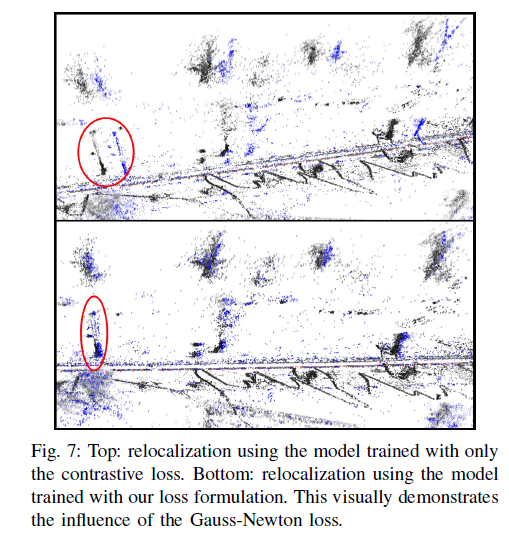 Fig. 7: Top: relocalization using the model trained with only
the contrastive loss. Bottom: relocalization using the model
trained with our loss formulation. This visually demonstrates
the influence of the Gauss-Newton loss.